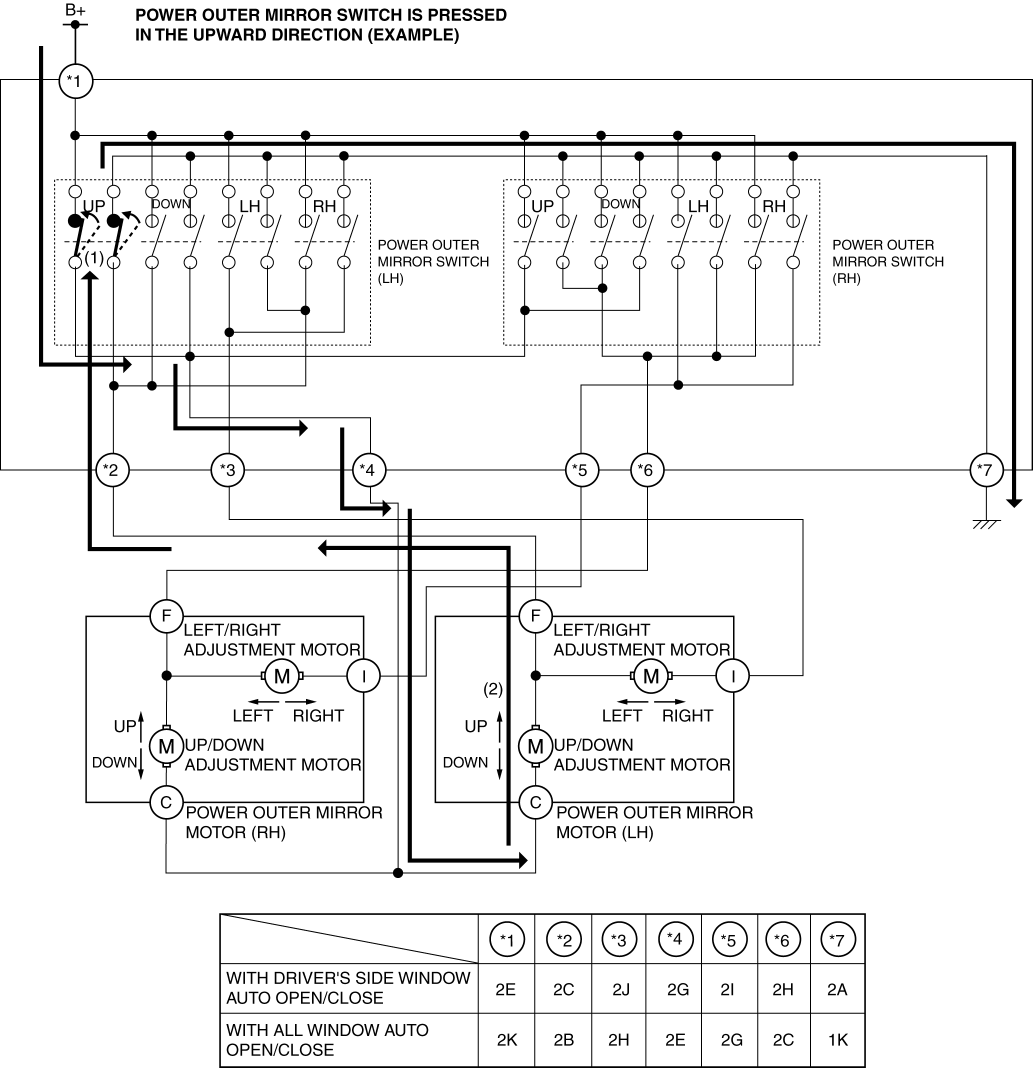 B+
POWER OUTER MIRROR SWITCH IS PRESSED
IN THE UPWARD DIRECTION (EXAMPLE)
*1
UP
DOWN
LH
RH
(1)
POWER OUTER
MIRROR SWITCH
(LH)
UP
DOWN
LH
RH
POWER OUTER
MIRROR SWITCH
(RH)
*2
*3
*4
*5
*6
*7
F
LEFT/RIGHT
ADJUSTMENT MOTOR
M
I
LEFT
RIGHT
UP
DOWN
M
UP/DOWN
ADJUSTMENT MOTOR
C
POWER OUTER MIRROR
MOTOR (RH)
F
LEFT/RIGHT
ADJUSTMENT MOTOR
(2)
M
I
LEFT
RIGHT
UP
DOWN
M
UP/DOWN
ADJUSTMENT MOTOR
C
POWER OUTER MIRROR
MOTOR (LH)
*1 *2 *3 *4 *5 *6 *7
WITH DRIVER'S SIDE WINDOW
AUTO OPEN/CLOSE
2E 2C 2J 2G 2I 2H 2A
WITH ALL WINDOW AUTO
OPEN/CLOSE
2K 2B 2H 2E 2G 2C 1K